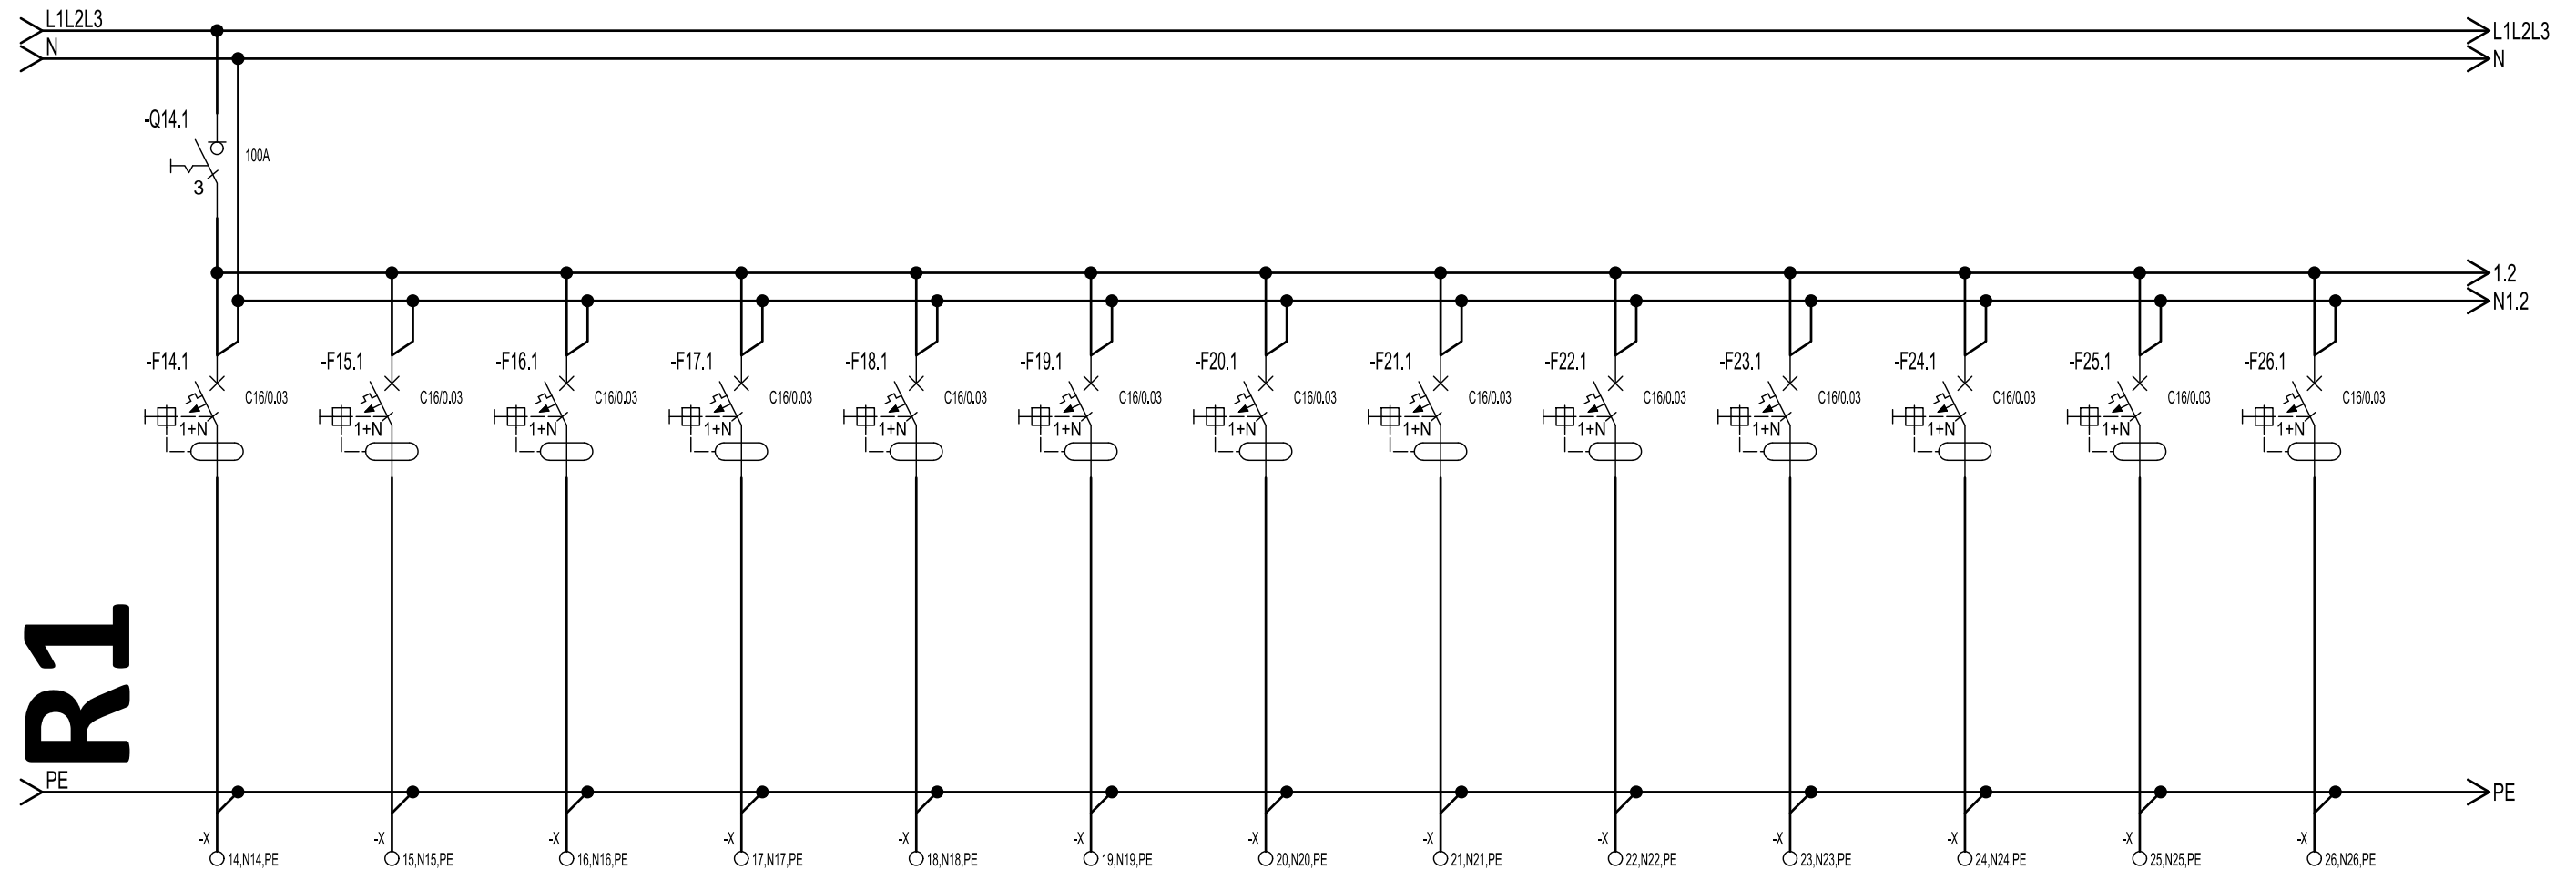 L1L2L3 L1L2L3
N N
-Q14.1
100A
3
1.2
N1.2
-F14.1 -F15.1 -F16.1 -F17.1 -F18.1 -F19.1 -F20.1 -F21.1 -F22.1 -F23.1 -F24.1 -F25.1 -F26.1
C16/0.03 C16/0.03 C16/0.03 C16/0.03 C16/0.03 C16/0.03 C16/0.03 C16/0.03 C16/0.03 C16/0.03 C16/0.03 C16/0.03 C16/0.03
1+N 1+N 1+N 1+N 1+N 1+N 1+N 1+N 1+N 1+N 1+N 1+N 1+N
R1
PE PE
-X -X -X -X -X -X -X -X -X -X -X -X -X
14,N14,PE 15,N15,PE 16,N16,PE 17,N17,PE 18,N18,PE 19,N19,PE 20,N20,PE 21,N21,PE 22,N22,PE 23,N23,PE 24,N24,PE 25,N25,PE 26,N26,PE